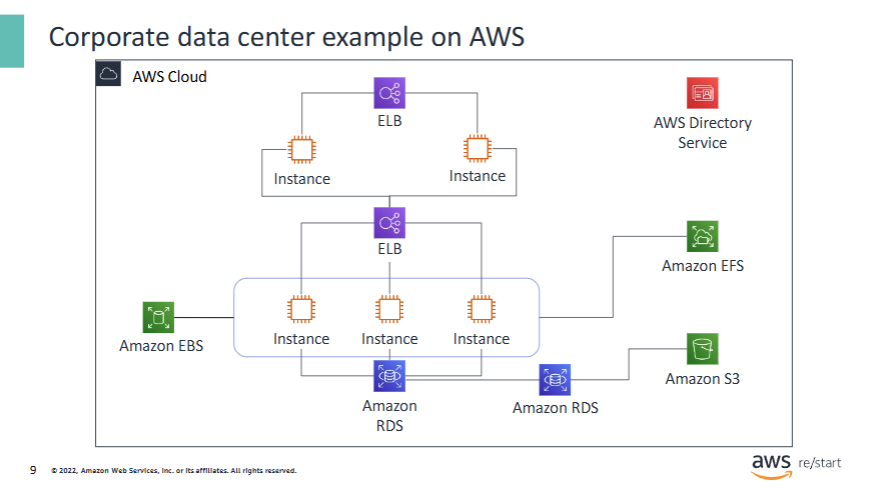 Corporate data center example on AWS
AWS Cloud
ELB
AWS Directory
Service
Instance
Instance
ELB
Amazon EFS
Instance
Instance
Instance
Amazon EBS
Amazon S3
Amazon
RDS
Amazon RDS
9
© 2022, Amazon Web Services, Inc. or its affiliates. All rights reserved.
aws re/start